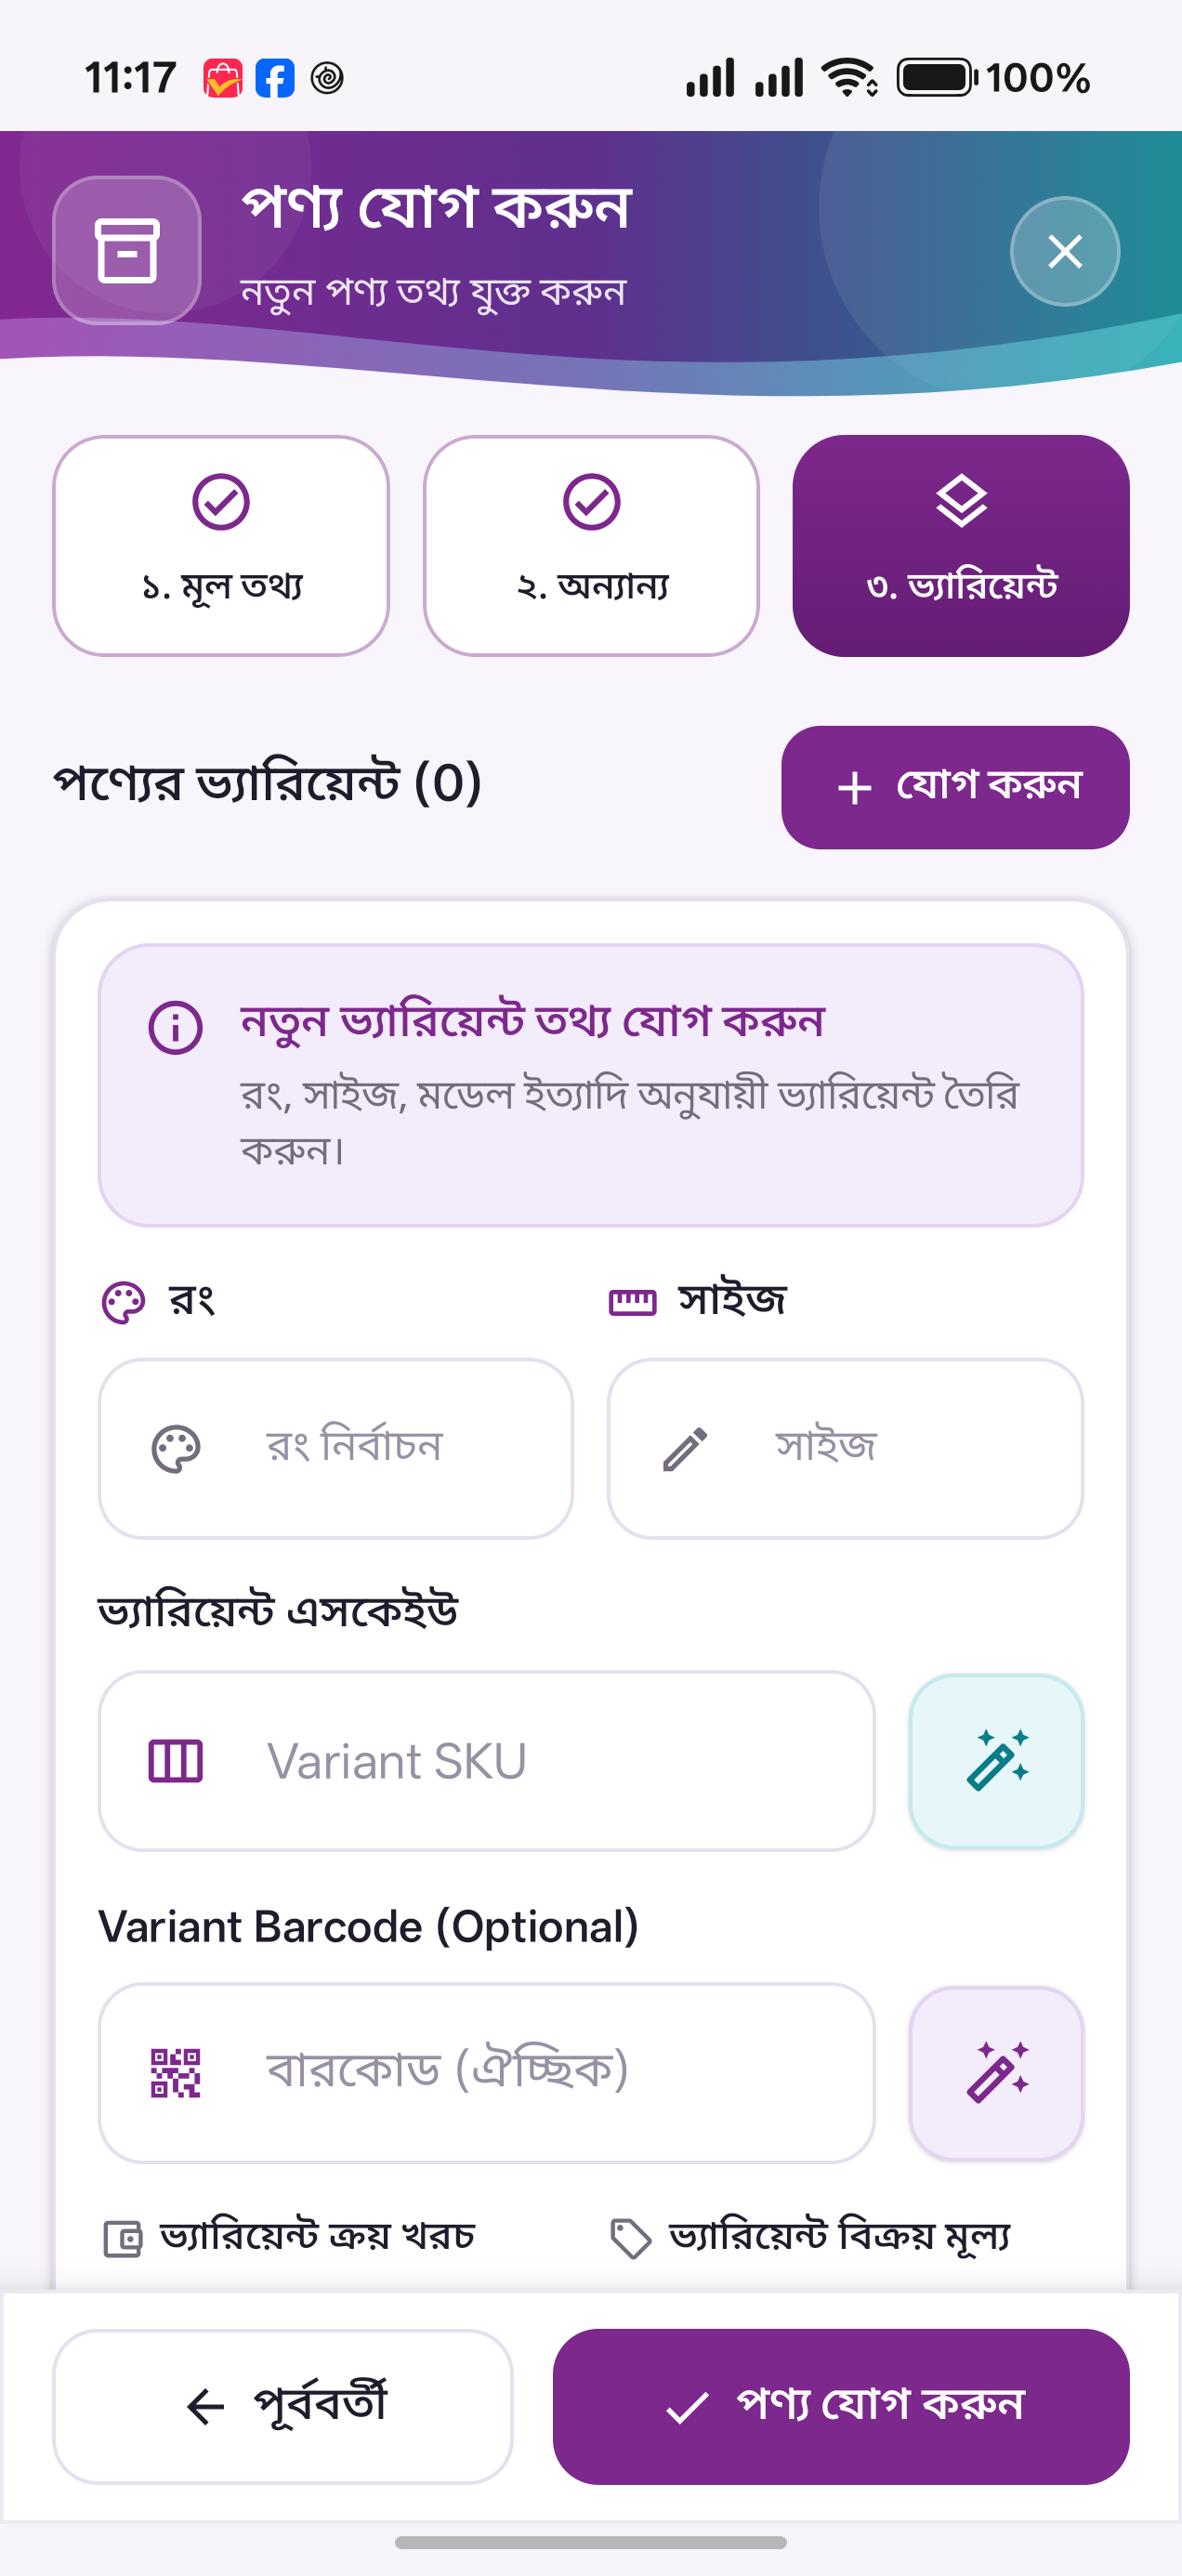 11:17
100%
পণ্য যোগ করুন
নতুন পণ্য তথ্য যুক্ত করুন
১. মূল তথ্য
২. অন্যান্য
৩. ভ্যারিয়েন্ট
পণ্যের ভ্যারিয়েন্ট (0)
+ যোগ করুন
নতুন ভ্যারিয়েন্ট তথ্য যোগ করুন
রং, সাইজ, মডেল ইত্যাদি অনুযায়ী ভ্যারিয়েন্ট তৈরি
করুন।
রং
সাইজ
রং নির্বাচন
সাইজ
ভ্যারিয়েন্ট এসকেইউ
Variant SKU
Variant Barcode (Optional)
বারকোড (ঐচ্ছিক)
ভ্যারিয়েন্ট ক্রয় খরচ
ভ্যারিয়েন্ট বিক্রয় মূল্য
পূর্ববর্তী
পণ্য যোগ করুন